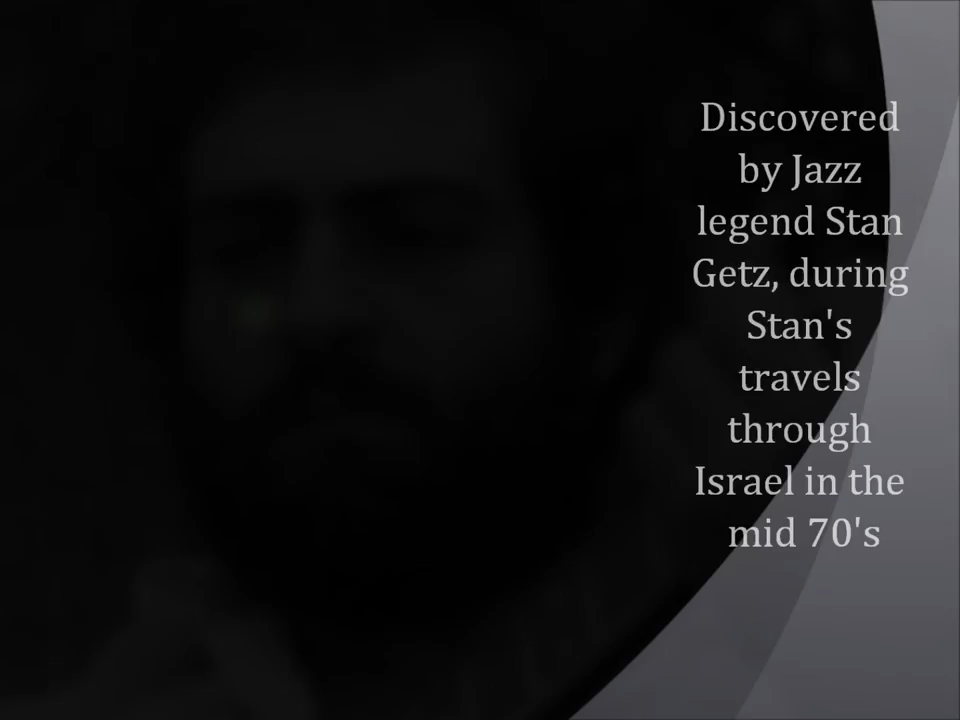 Discovered
by Jazz
legend Stan
Getz, during
Stan's
travels
through
Israel in the
mid 70's